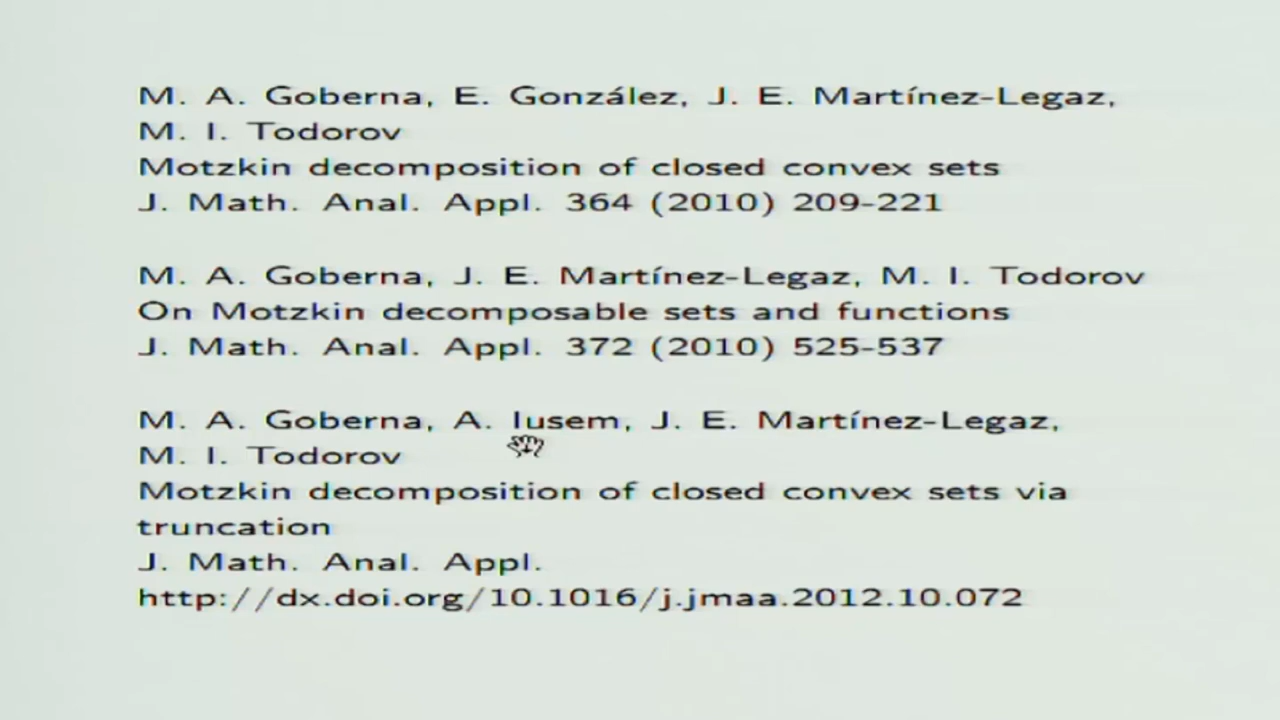 M. A. Goberna, E. González, J. E. Martínez-Legaz,
M. I. Todorov
Motzkin decomposition of closed convex sets
J. Math. Anal. Appl. 364 (2010) 209-221
M. A. Goberna, J. E. Martínez-Legaz, M. I. Todorov
On Motzkin decomposable sets and functions
J. Math. Anal. Appl. 372 (2010) 525-537
M. A. Goberna, A. Iusem, J. E. Martínez-Legaz,
M. I. Todorov
Motzkin decomposition of closed convex sets via
truncation
J. Math. Anal. Appl.
http://dx.doi.org/10.1016/j.jmaa.2012.10.072